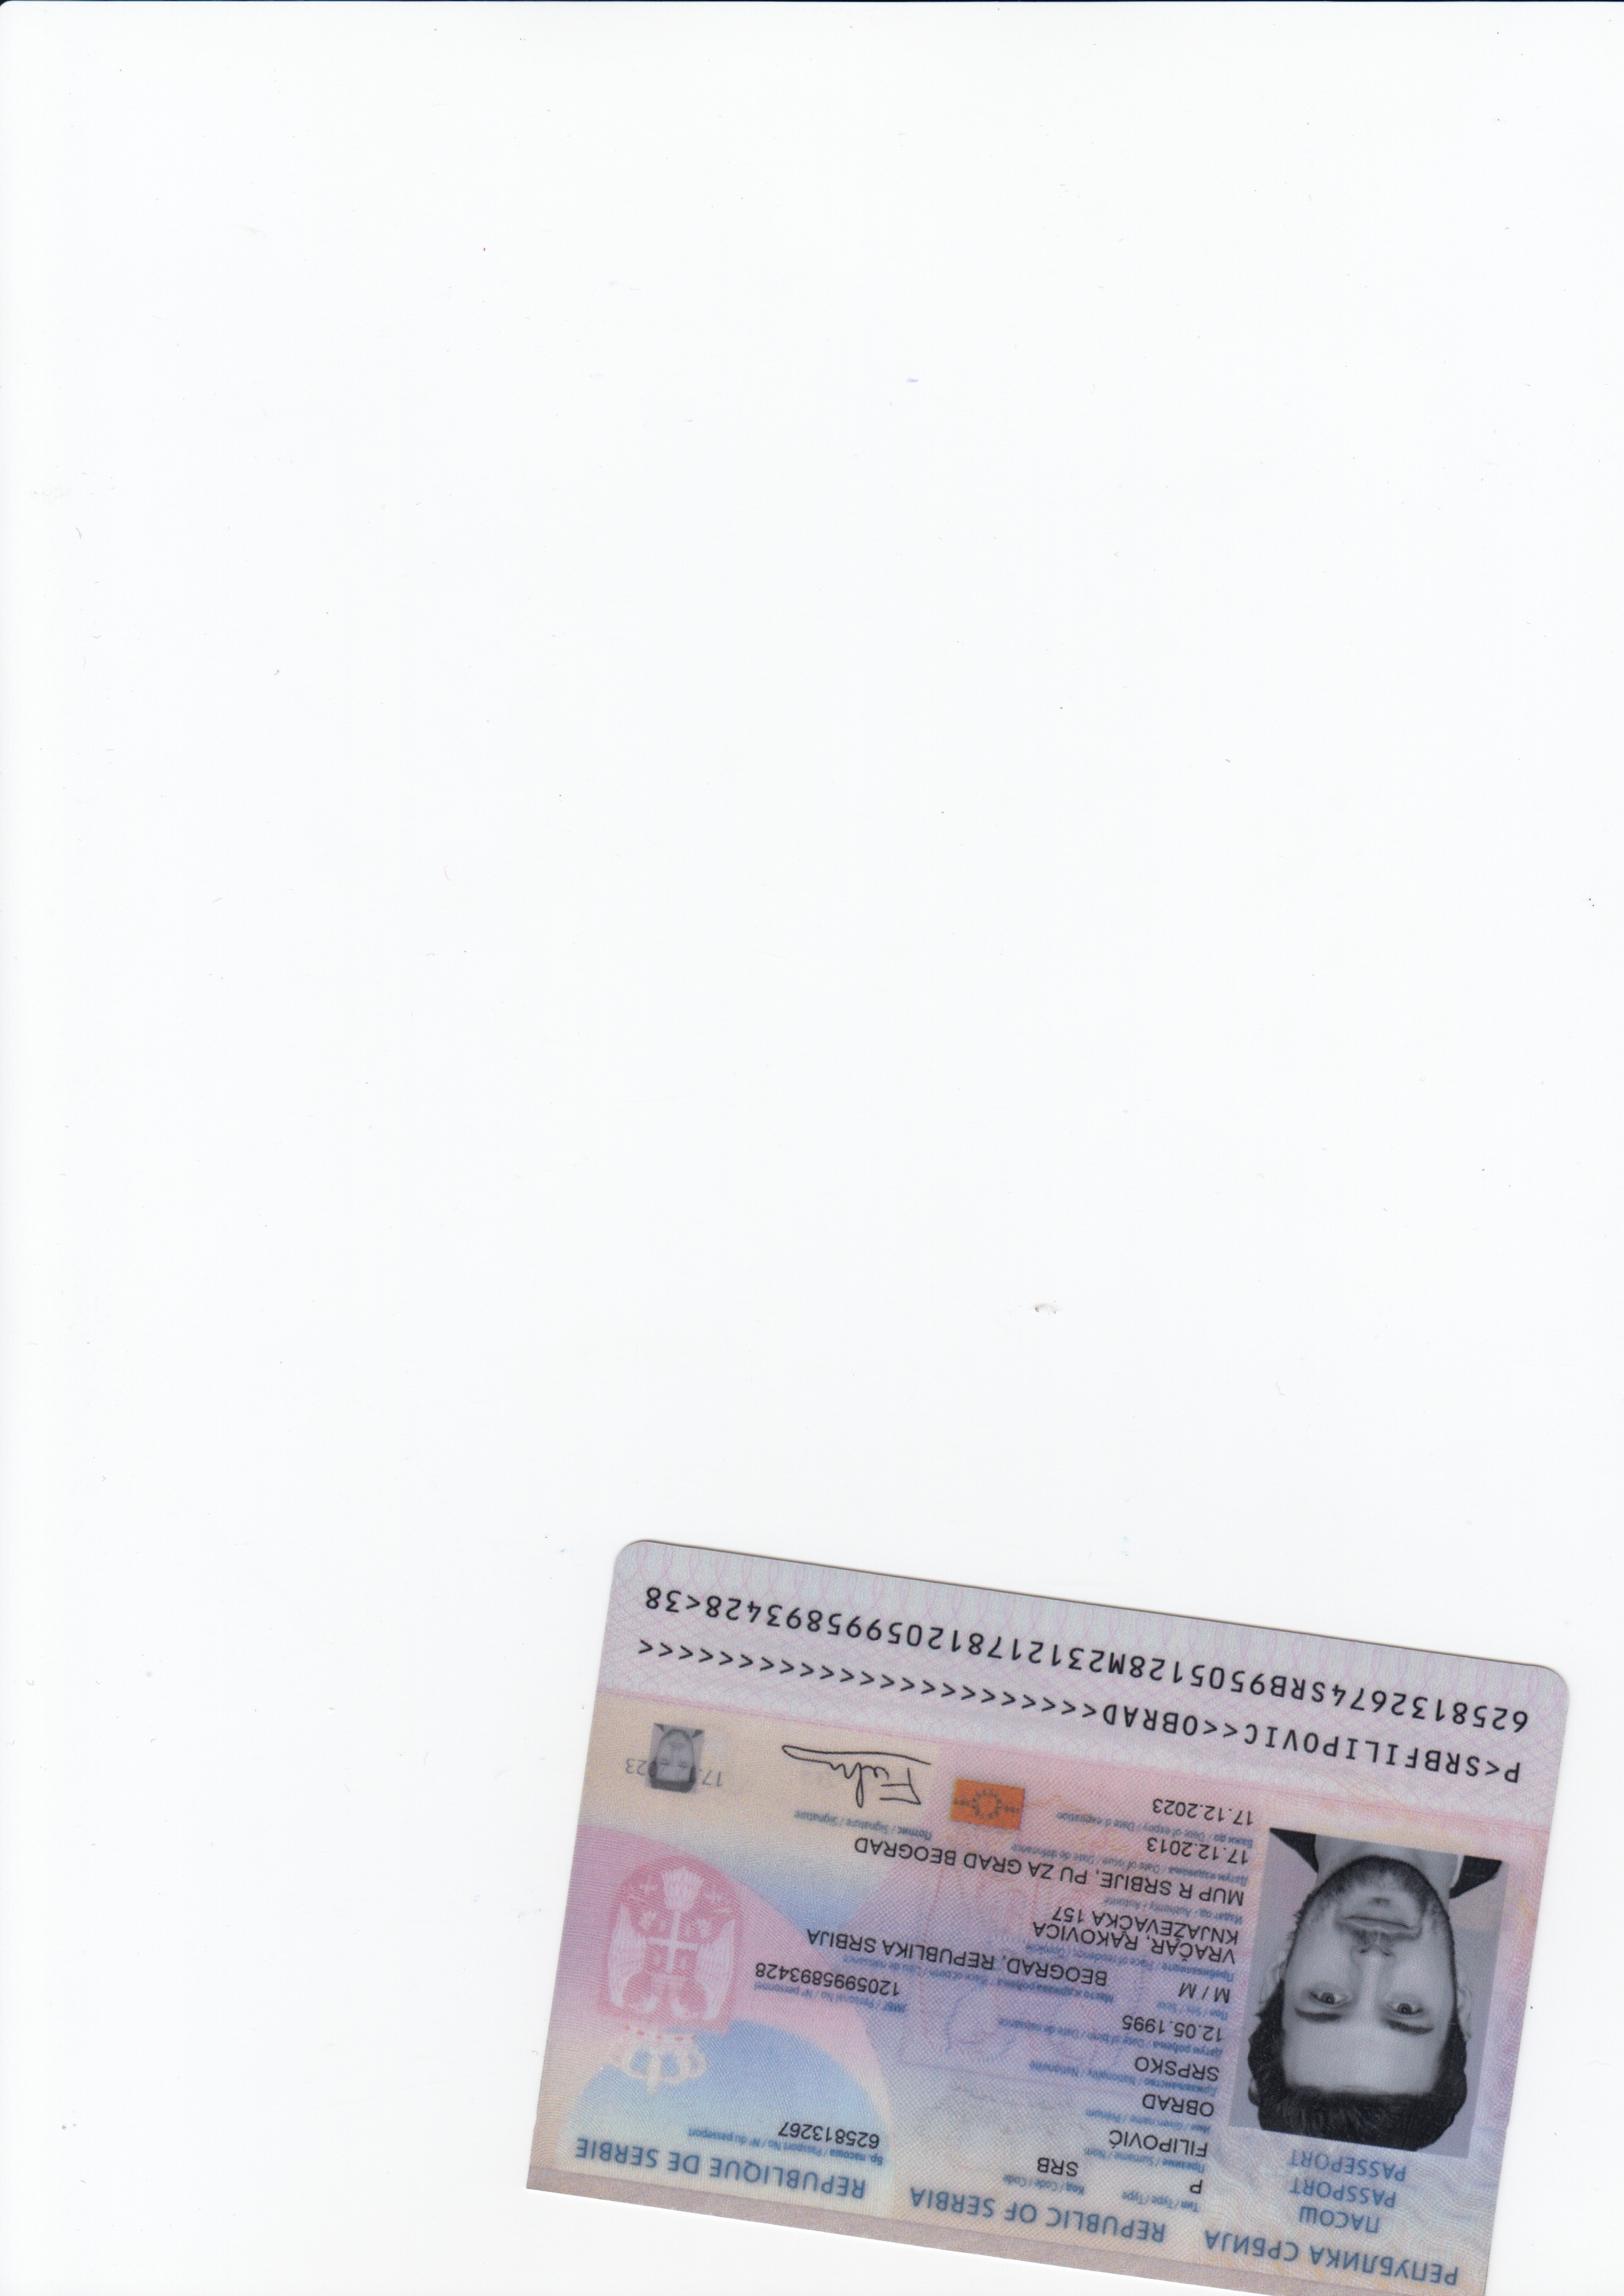 РЕПУБЛИКА СРБИЈА REPUBLIC OF SERBIA REPUBLIQUE DE SERBIE
ПАСОШ
PASSPORT
PASSEPORT
Тип / Type / Type Код / Code / Code Бр. пасоша / Passport No / Nº du passeport
P SRB 625813267
Презиме / Surname / Nom
FILIPOVIĆ
Име / Given name / Prénom
OBRAD
Држављанство / Nationality / Nationalité
SRPSKO
Датум рођења / Date of birth / Date de naissance ЈМБГ / Personal No / Nº personnel
12.05.1995 1205995893428
Пол / Sex / Sexe Место и држава рођења / Place of birth / Lieu de naissance
M / M BEOGRAD, REPUBLIKA SRBIJA
Пребивалиште / Place of residence / Domicile
VRAČAR, RAKOVICA
KNJAŽEVAČKA 157
Издат од / Authority / Autorité
MUP R SRBIJE, PU ZA GRAD BEOGRAD
Датум издавања / Date of issue / Date de délivrance Потпис / Signature / Signature
17.12.2013
Важи до / Date of expiry / Date d'expiration
17.12.2023
P<SRBFILIPOVIC<<OBRAD<<<<<<<<<<<<<<<<<<<<<<<
6258132674SRB9505128M23121781205995893428<38